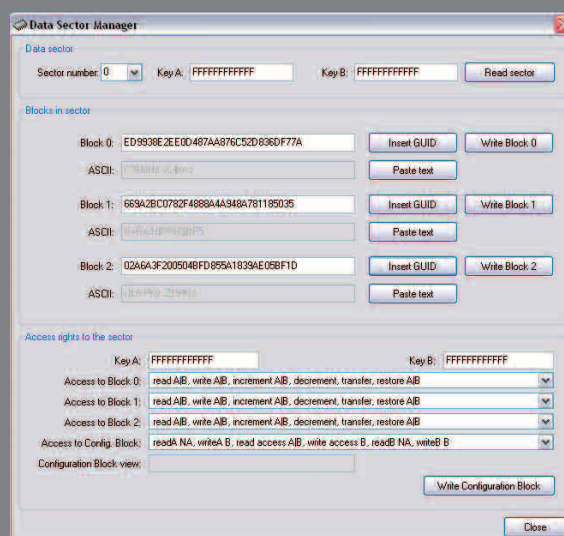 Data Sector Manager
Data sector
Sector number: 0 Key A: FFFFFFFFFFFF Key B: FFFFFFFFFFFF Read sector
Blocks in sector
Block 0: ED9938E2EE0D487AA876C52D836DF77A Insert GUID Write Block 0
ASCII: Paste text
Block 1: 669A2BC0782F4888A4A948A781185035 Insert GUID Write Block 1
ASCII: Paste text
Block 2: 02A6A3F200504BFD855A1839AE05BF1D Insert GUID Write Block 2
ASCII: Paste text
Access rights to the sector
Key A: FFFFFFFFFFFF Key B: FFFFFFFFFFFF
Access to Block 0: read A|B, write A|B, increment A|B, decrement, transfer, restore A|B
Access to Block 1: read A|B, write A|B, increment A|B, decrement, transfer, restore A|B
Access to Block 2: read A|B, write A|B, increment A|B, decrement, transfer, restore A|B
Access to Config. Block: readA NA, writeA B, read access A|B, write access B, readB NA, writeB B
Configuration Block view:
Write Configuration Block
Close